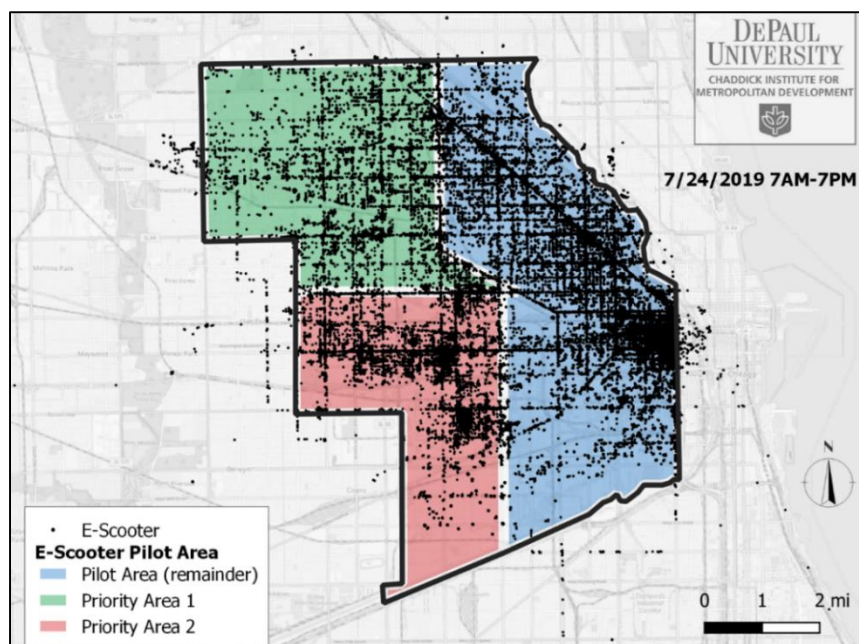 DEPAUL
UNIVERSITY
CHADDICK INSTITUTE FOR
METROPOLITAN DEVELOPMENT
7/24/2019 7AM-7PM
N
E-Scooter
E-Scooter Pilot Area
Pilot Area (remainder)
Priority Area 1
Priority Area 2
0 1 2 mi